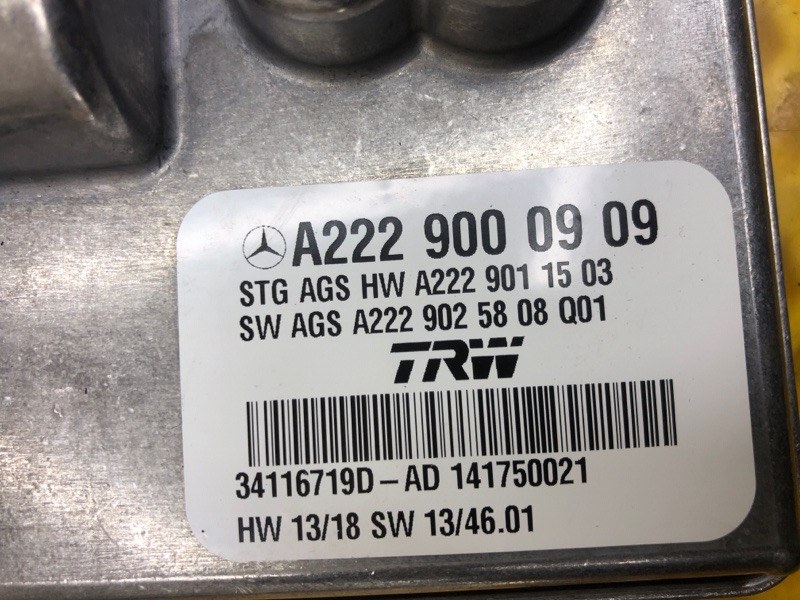 A222 900 09 09
STG AGS HW A222 901 15 03
SW AGS A222 902 58 08 Q01
TRW
34116719D-AD 141750021
HW 13/18 SW 13/46.01